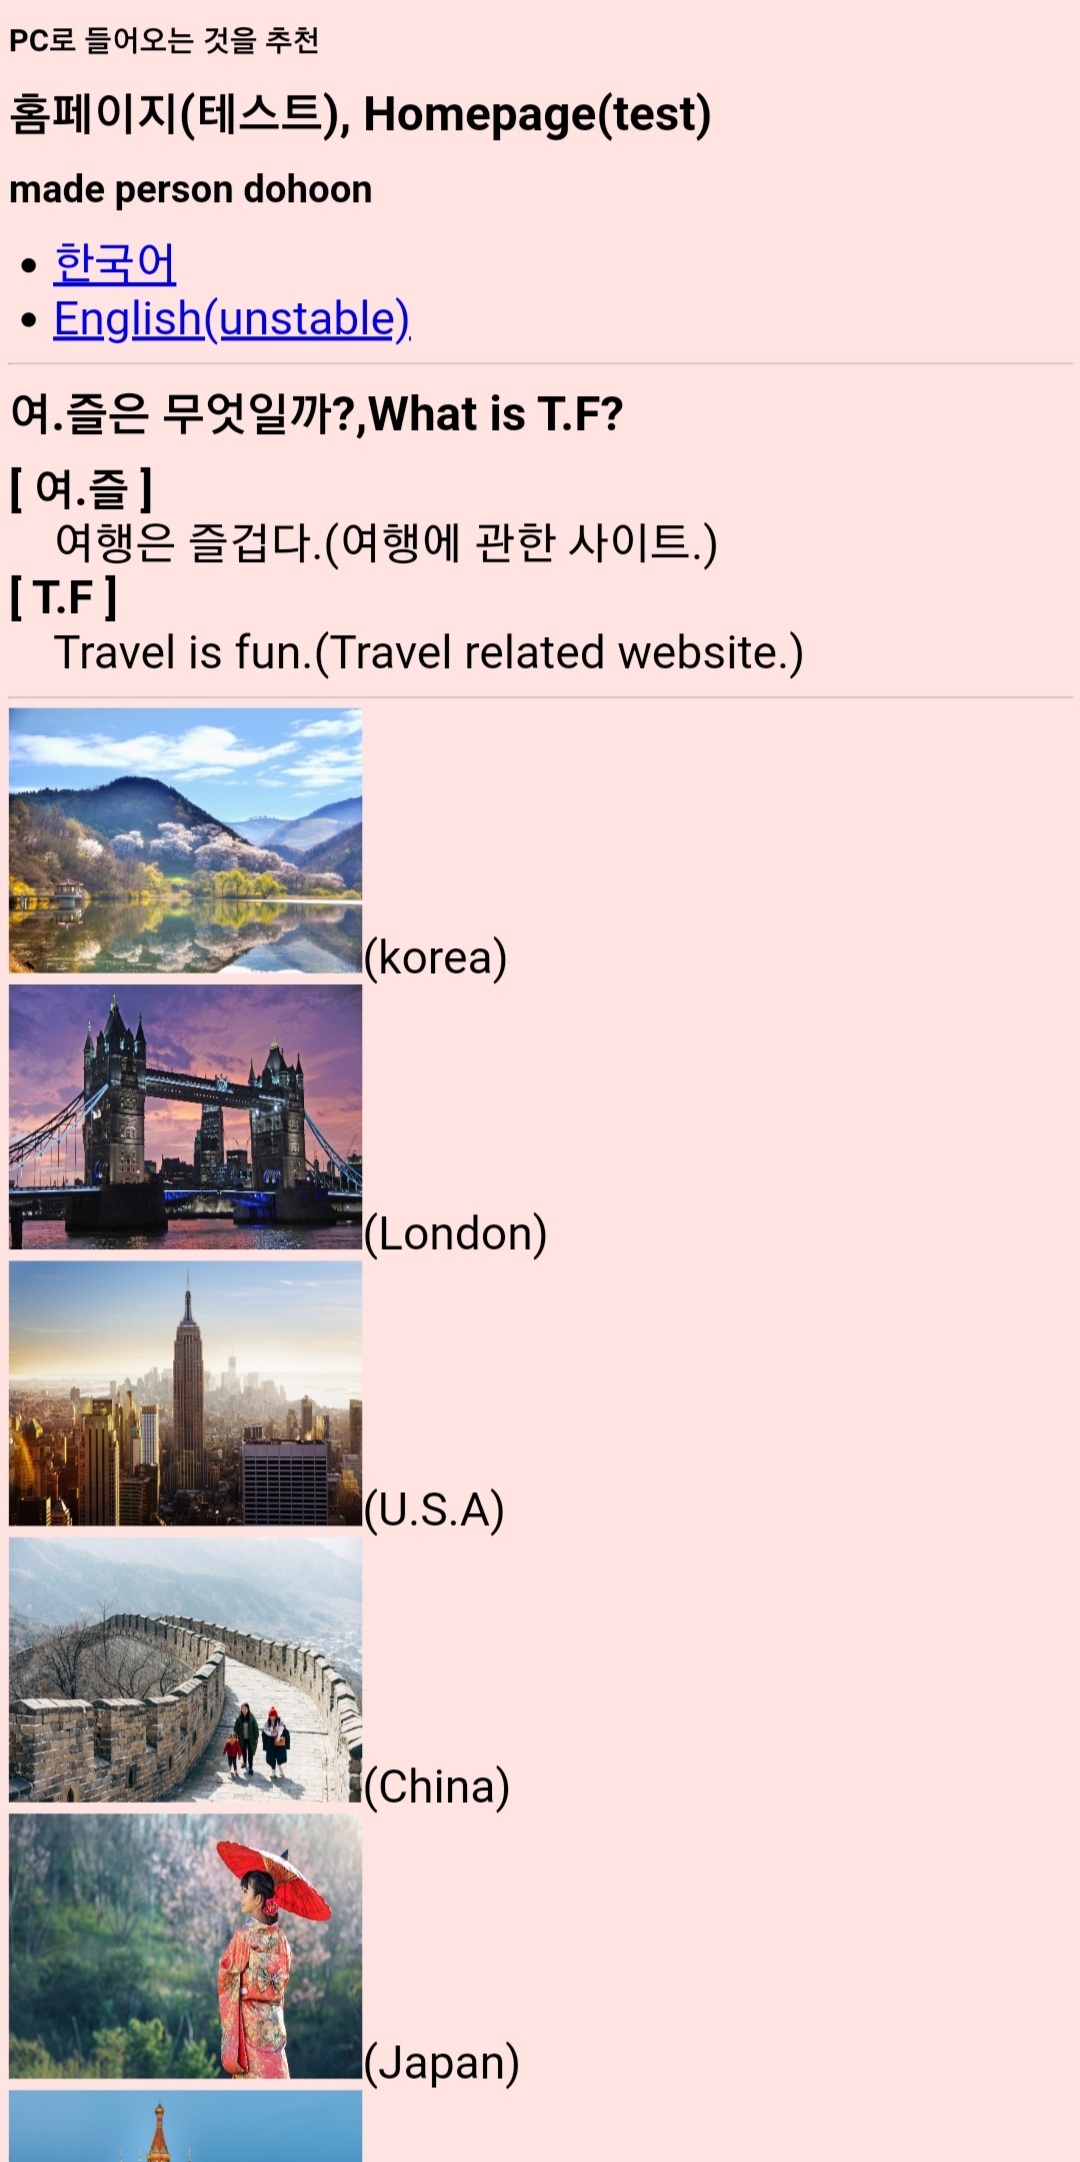 PC로 들어오는 것을 추천
홈페이지(테스트), Homepage(test)
made person dohoon
• 한국어
• English(unstable)
여.즐은 무엇일까?,What is T.F?
[ 여.즐 ]
여행은 즐겁다.(여행에 관한 사이트.)
[ T.F ]
Travel is fun.(Travel related website.)
(korea)
(London)
(U.S.A)
(China)
(Japan)